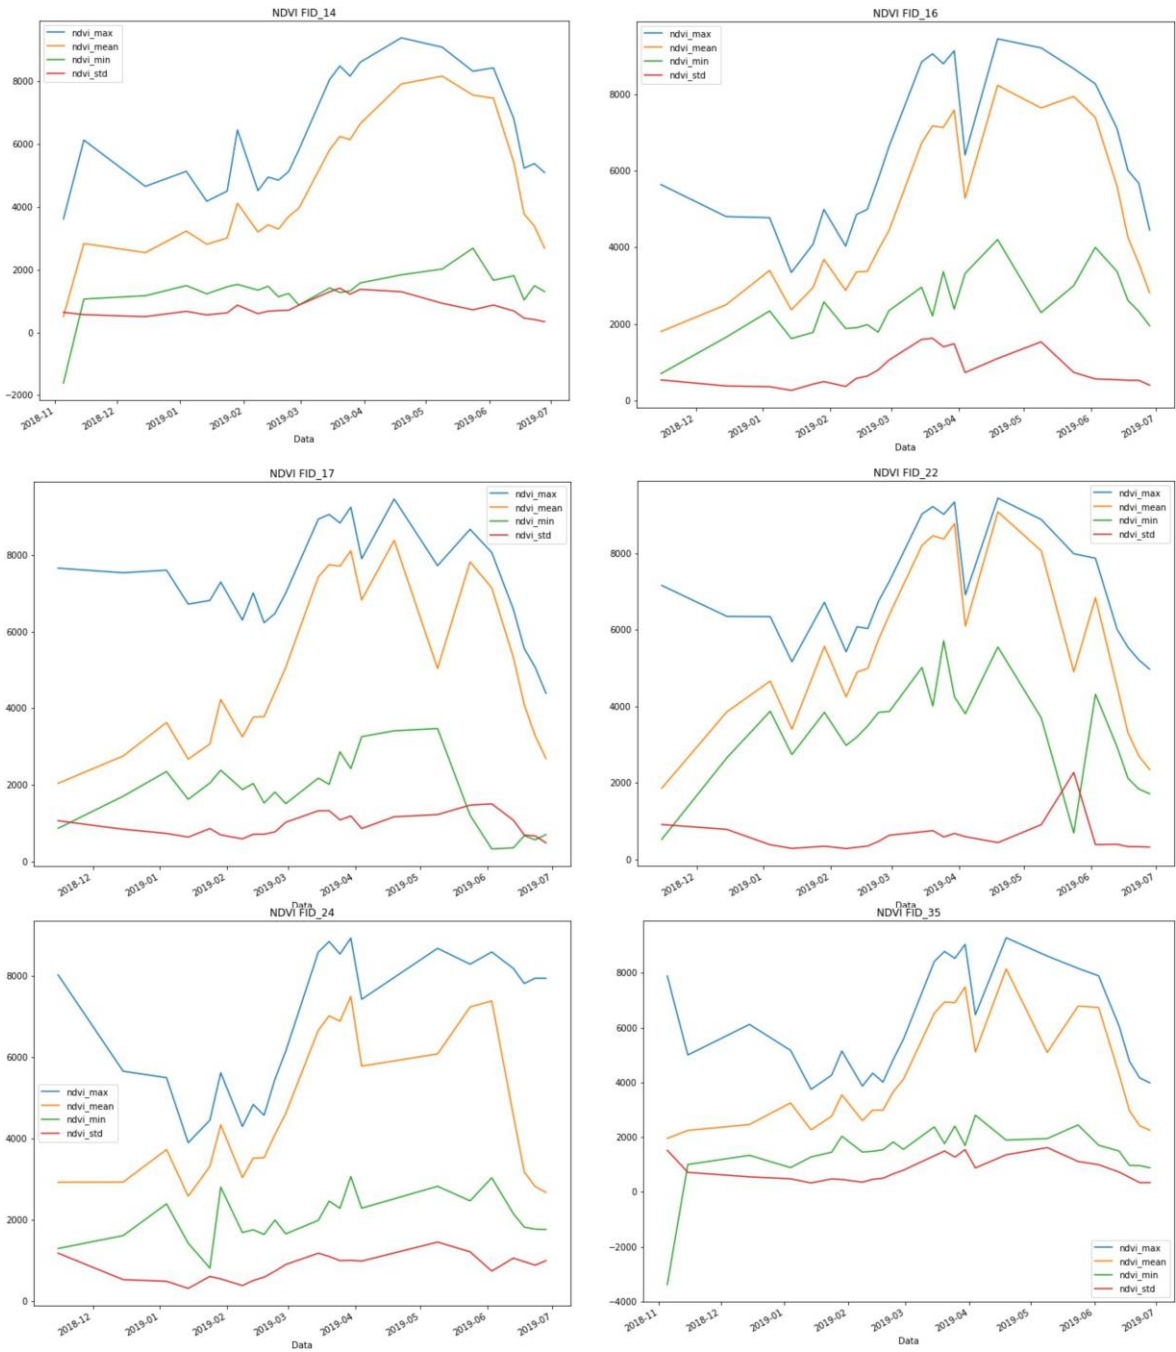 NDVI FID_14
ndvi_max
ndvi_mean
ndvi_min
ndvi_std
8000
6000
4000
2000
0
−2000
2018-11
2018-12
2019-01
2019-02
2019-03
2019-04
2019-05
2019-06
2019-07
Data
NDVI FID_16
ndvi_max
ndvi_mean
ndvi_min
ndvi_std
8000
6000
4000
2000
0
2018-12
2019-01
2019-02
2019-03
2019-04
2019-05
2019-06
2019-07
Data
NDVI FID_17
ndvi_max
ndvi_mean
ndvi_min
ndvi_std
8000
6000
4000
2000
0
2018-12
2019-01
2019-02
2019-03
2019-04
2019-05
2019-06
2019-07
Data
NDVI FID_22
ndvi_max
ndvi_mean
ndvi_min
ndvi_std
8000
6000
4000
2000
0
2018-12
2019-01
2019-02
2019-03
2019-04
2019-05
2019-06
2019-07
Data
NDVI FID_24
ndvi_max
ndvi_mean
ndvi_min
ndvi_std
8000
6000
4000
2000
0
2018-12
2019-01
2019-02
2019-03
2019-04
2019-05
2019-06
2019-07
Data
NDVI FID_35
8000
6000
4000
2000
0
−2000
−4000
ndvi_max
ndvi_mean
ndvi_min
ndvi_std
2018-11
2018-12
2019-01
2019-02
2019-03
2019-04
2019-05
2019-06
2019-07
Data